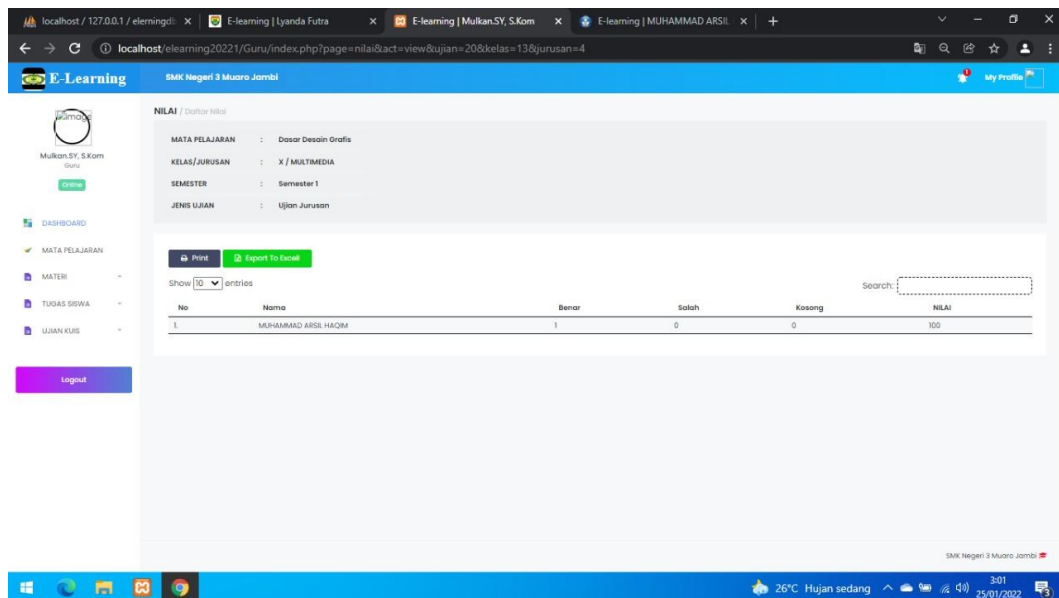 localhost / 127.0.0.1 / elerningdb
E-learning | Lyanda Futra
E-learning | Mulkan.SY, S.Kom
E-learning | MUHAMMAD ARSIL
localhost/elearning20221/Guru/index.php?page=nilai&act=view&ujian=20&kelas=13&jurusan=4
E-Learning
SMK Negeri 3 Muaro Jambi
My Profile
image
Mulkan.SY, S.Kom
Guru
Online
DASHBOARD
MATA PELAJARAN
MATERI
TUGAS SISWA
UJIAN KUIS
Logout
NILAI / Daftar Nilai
MATA PELAJARAN : Dasar Desain Grafis
KELAS/JURUSAN : X / MULTIMEDIA
SEMESTER : Semester 1
JENIS UJIAN : Ujian Jurusan
Print Export To Excell
Show 10 entries Search:
No Nama Benar Salah Kosong NILAI
1. MUHAMMAD ARSIL HAQIM 1 0 0 100
SMK Negeri 3 Muaro Jambi
26°C Hujan sedang
3:01
25/01/2022
3